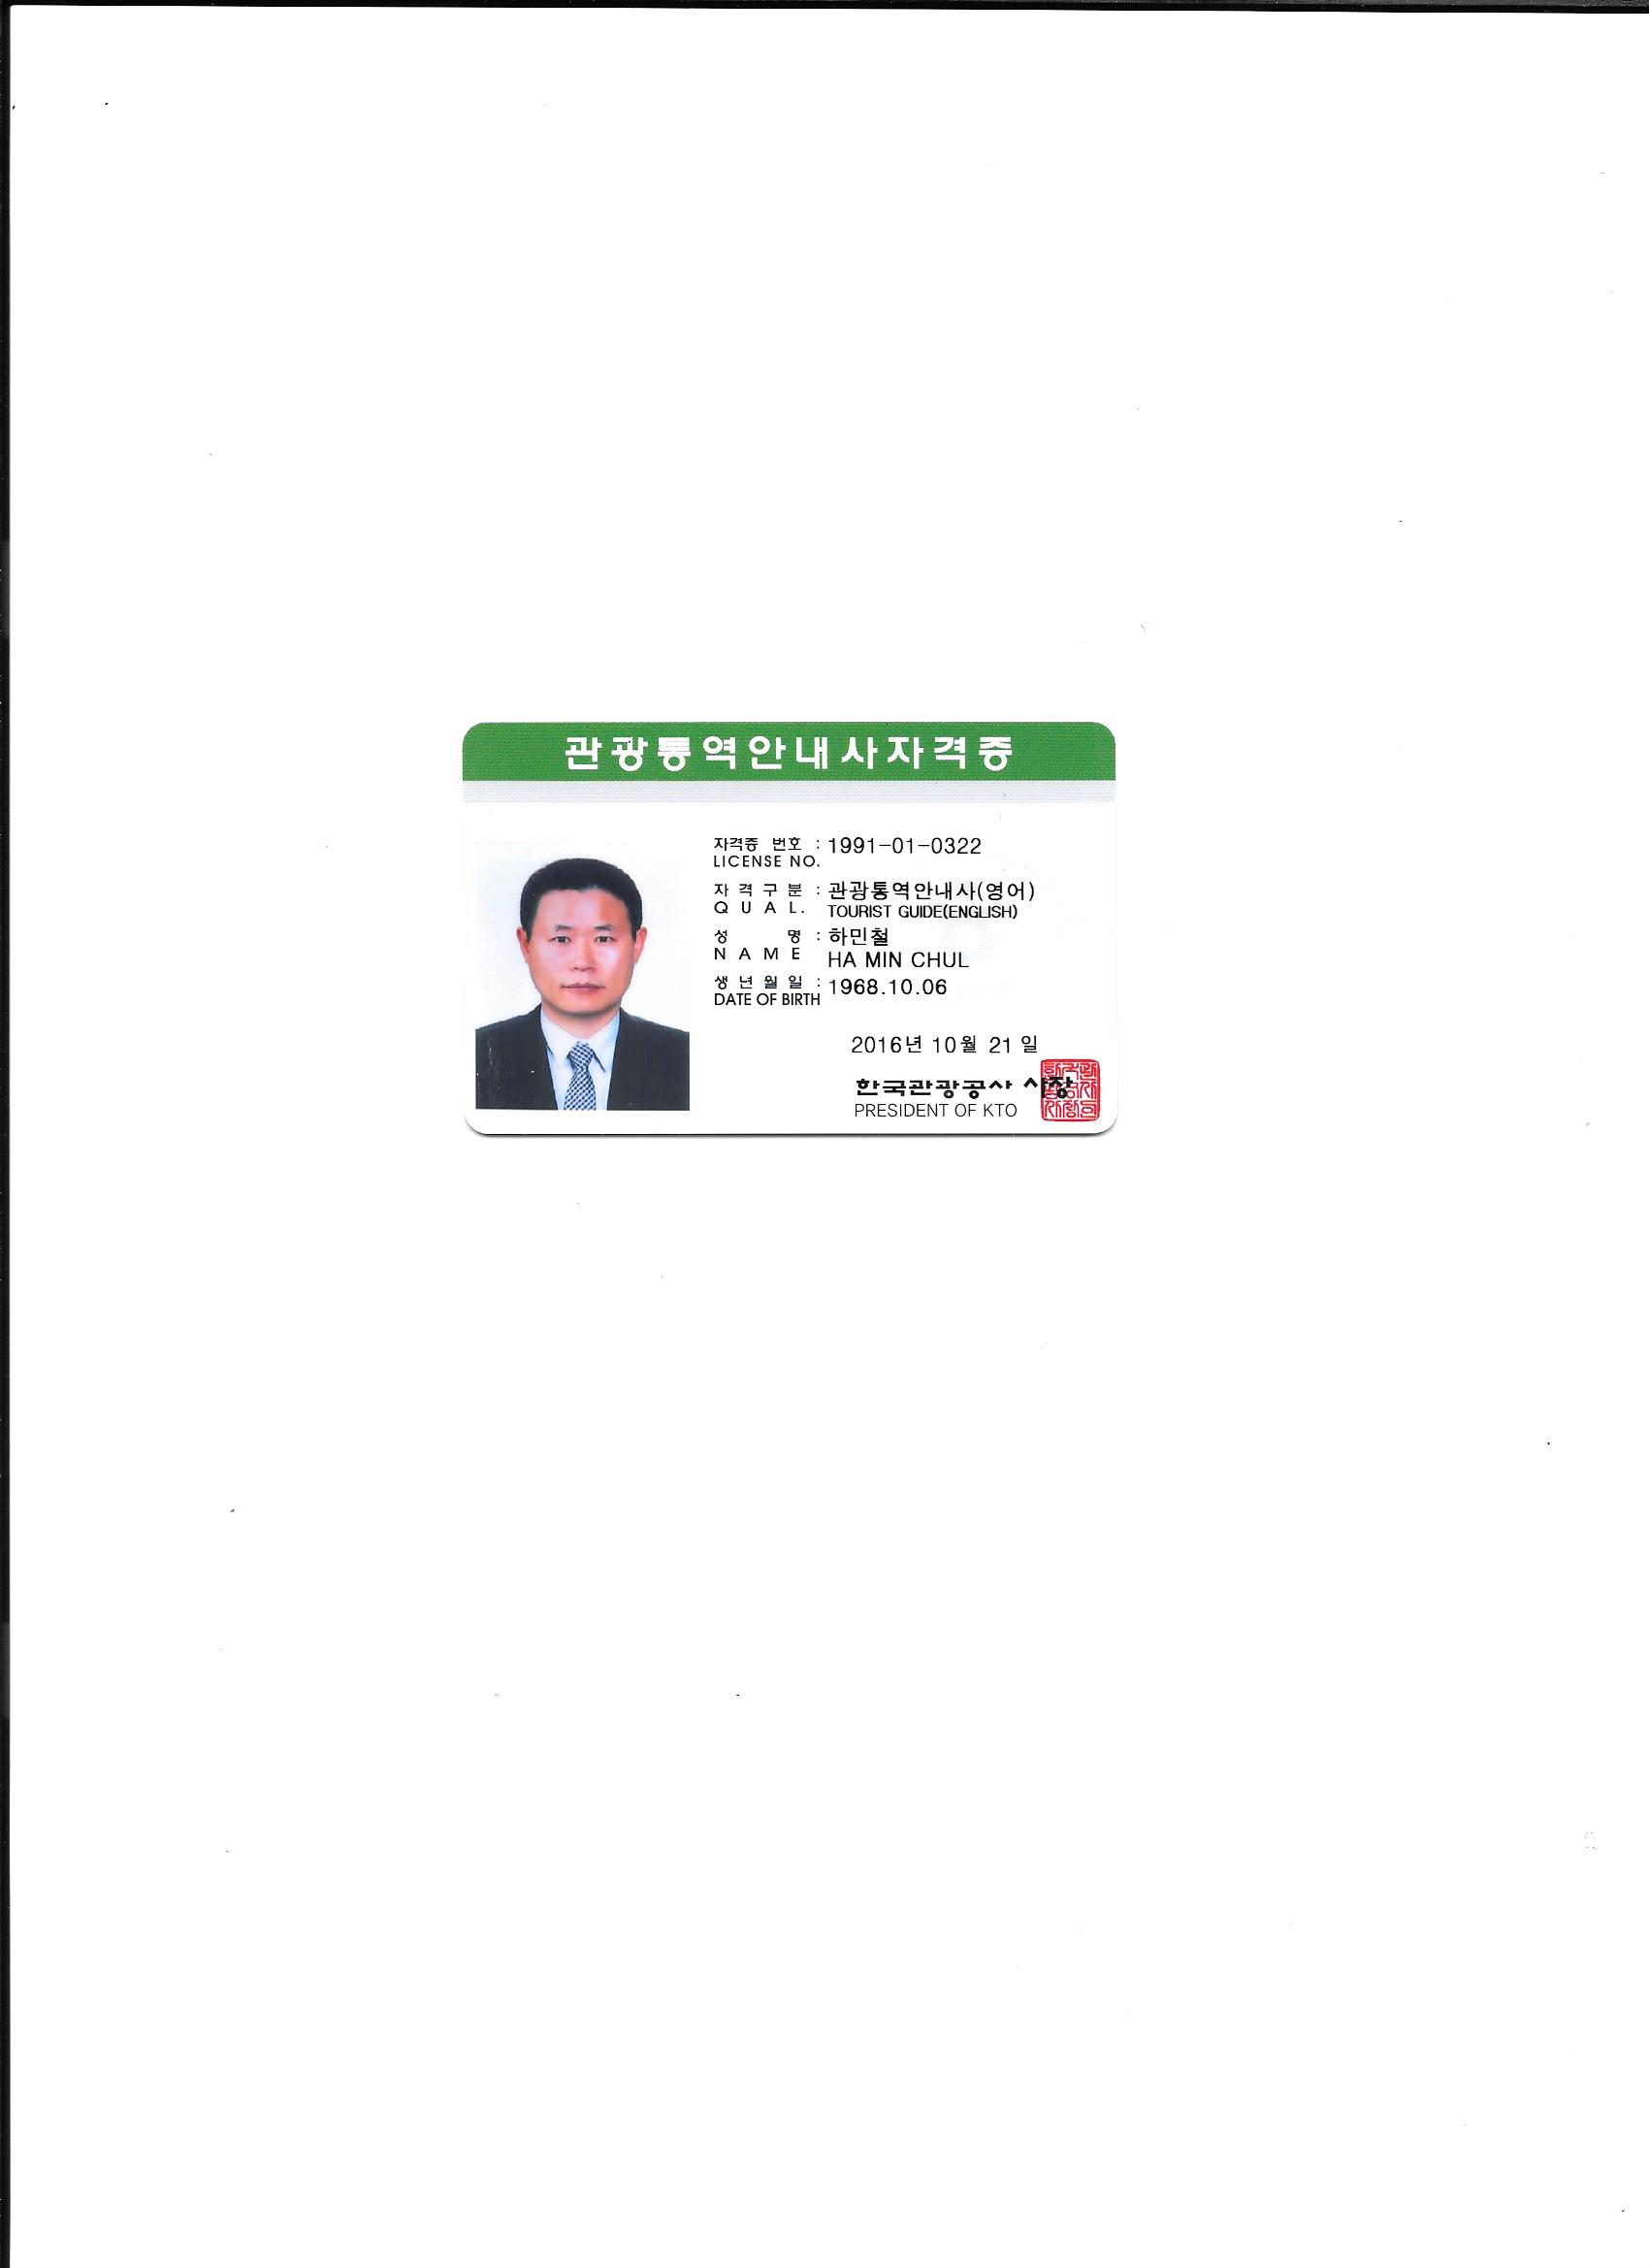 관광통역안내사자격증
자격증 번호 : 1991-01-0322
LICENSE NO.
자격구분 : 관광통역안내사(영어)
QUAL. TOURIST GUIDE(ENGLISH)
성 명 : 하민철
NAME HA MIN CHUL
생년월일 : 1968.10.06
DATE OF BIRTH
2016년 10월 21일
한국관광공사 사장
PRESIDENT OF KTO